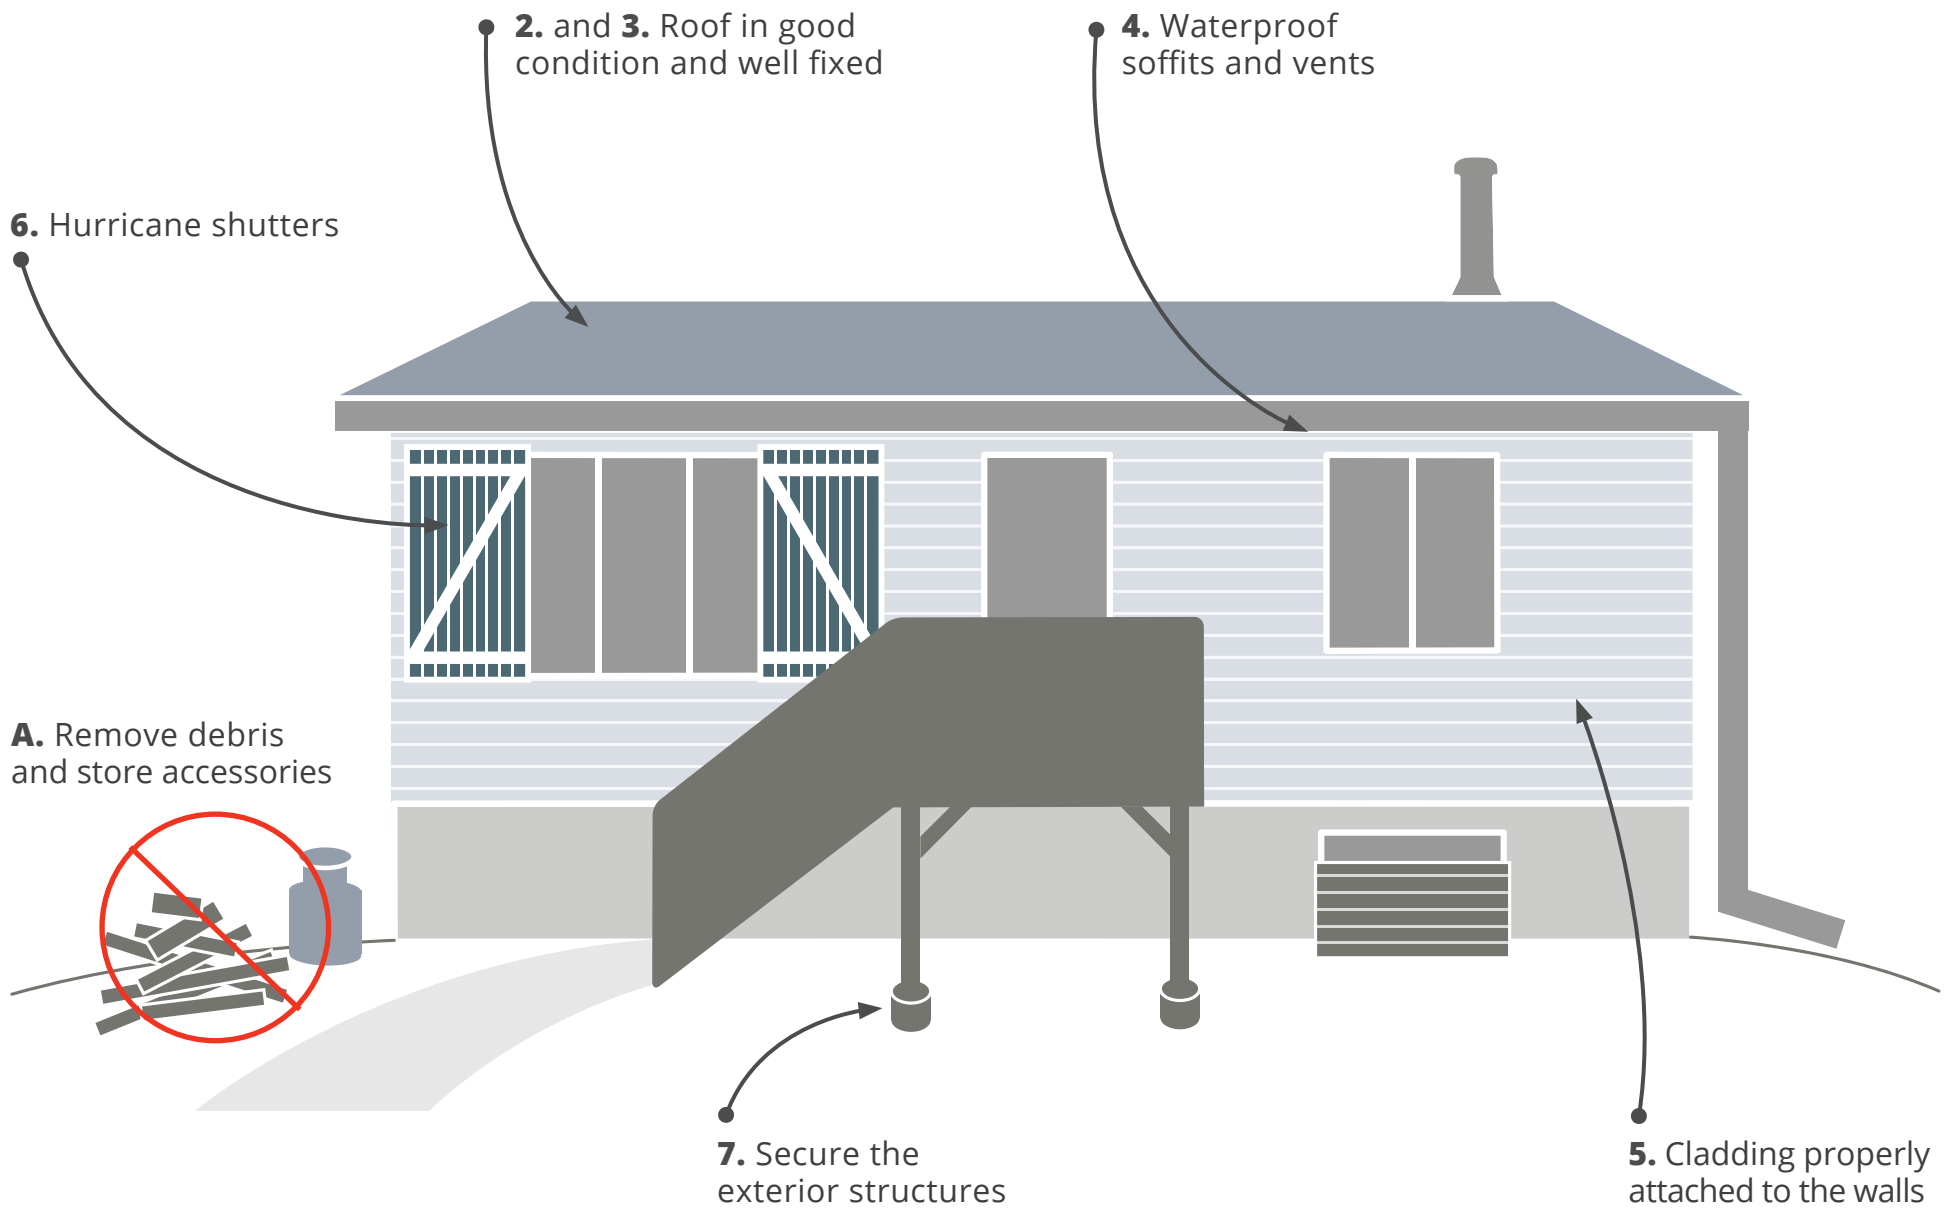 2. and 3. Roof in good
condition and well fixed
4. Waterproof
soffits and vents
6. Hurricane shutters
A. Remove debris
and store accessories
7. Secure the
exterior structures
5. Cladding properly
attached to the walls